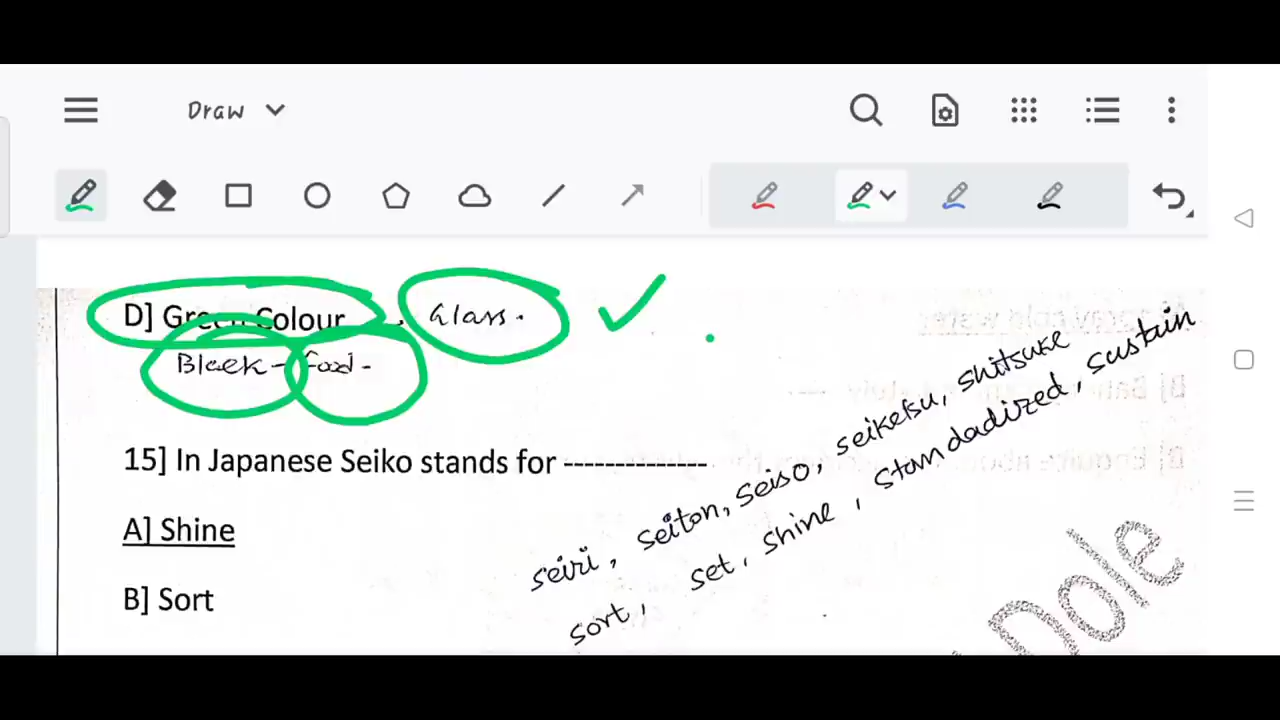 Draw
D] Green Colour . Glass.
Black - Food -
15] In Japanese Seiko stands for ---------------
A] Shine
B] Sort
seiri, seiton, seiso, seiketsu, shitsuke
sort, set, shine, standadized, sustain